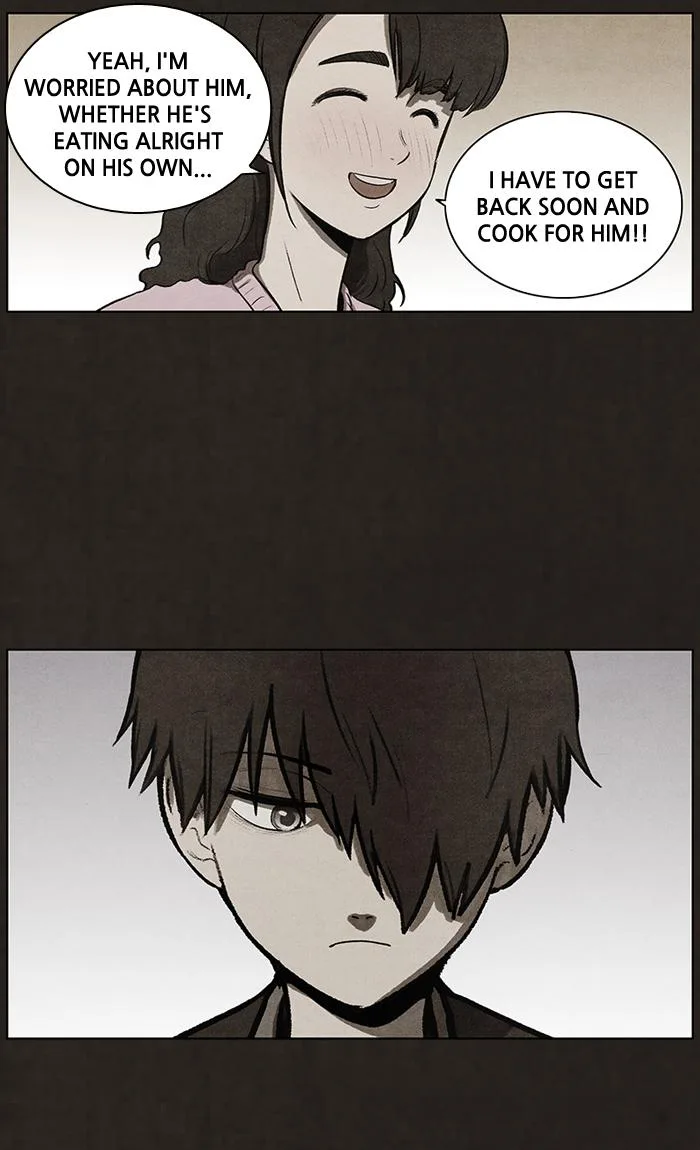 YEAH, I'M
WORRIED ABOUT HIM,
WHETHER HE'S
EATING ALRIGHT
ON HIS OWN...
I HAVE TO GET
BACK SOON AND
COOK FOR HIM!!